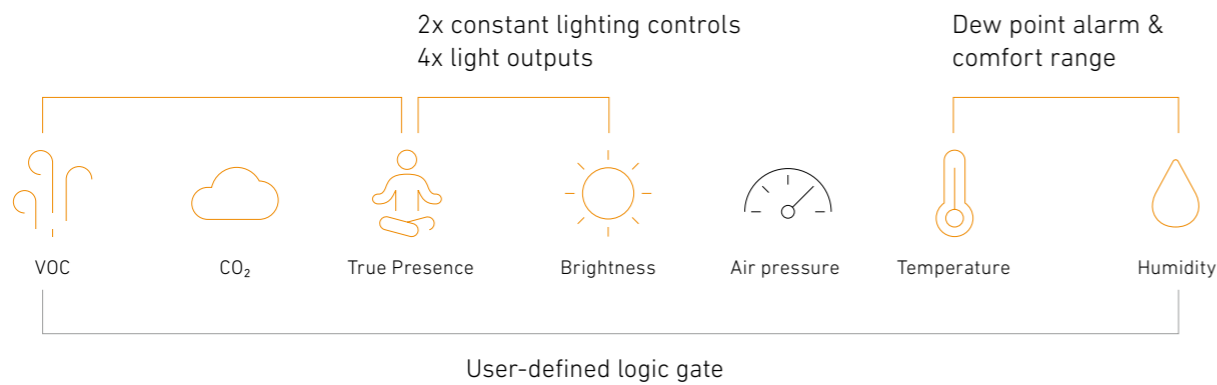 2x constant lighting controls
4x light outputs
Dew point alarm &
comfort range
VOC
CO₂
True Presence
Brightness
Air pressure
Temperature
Humidity
User-defined logic gate